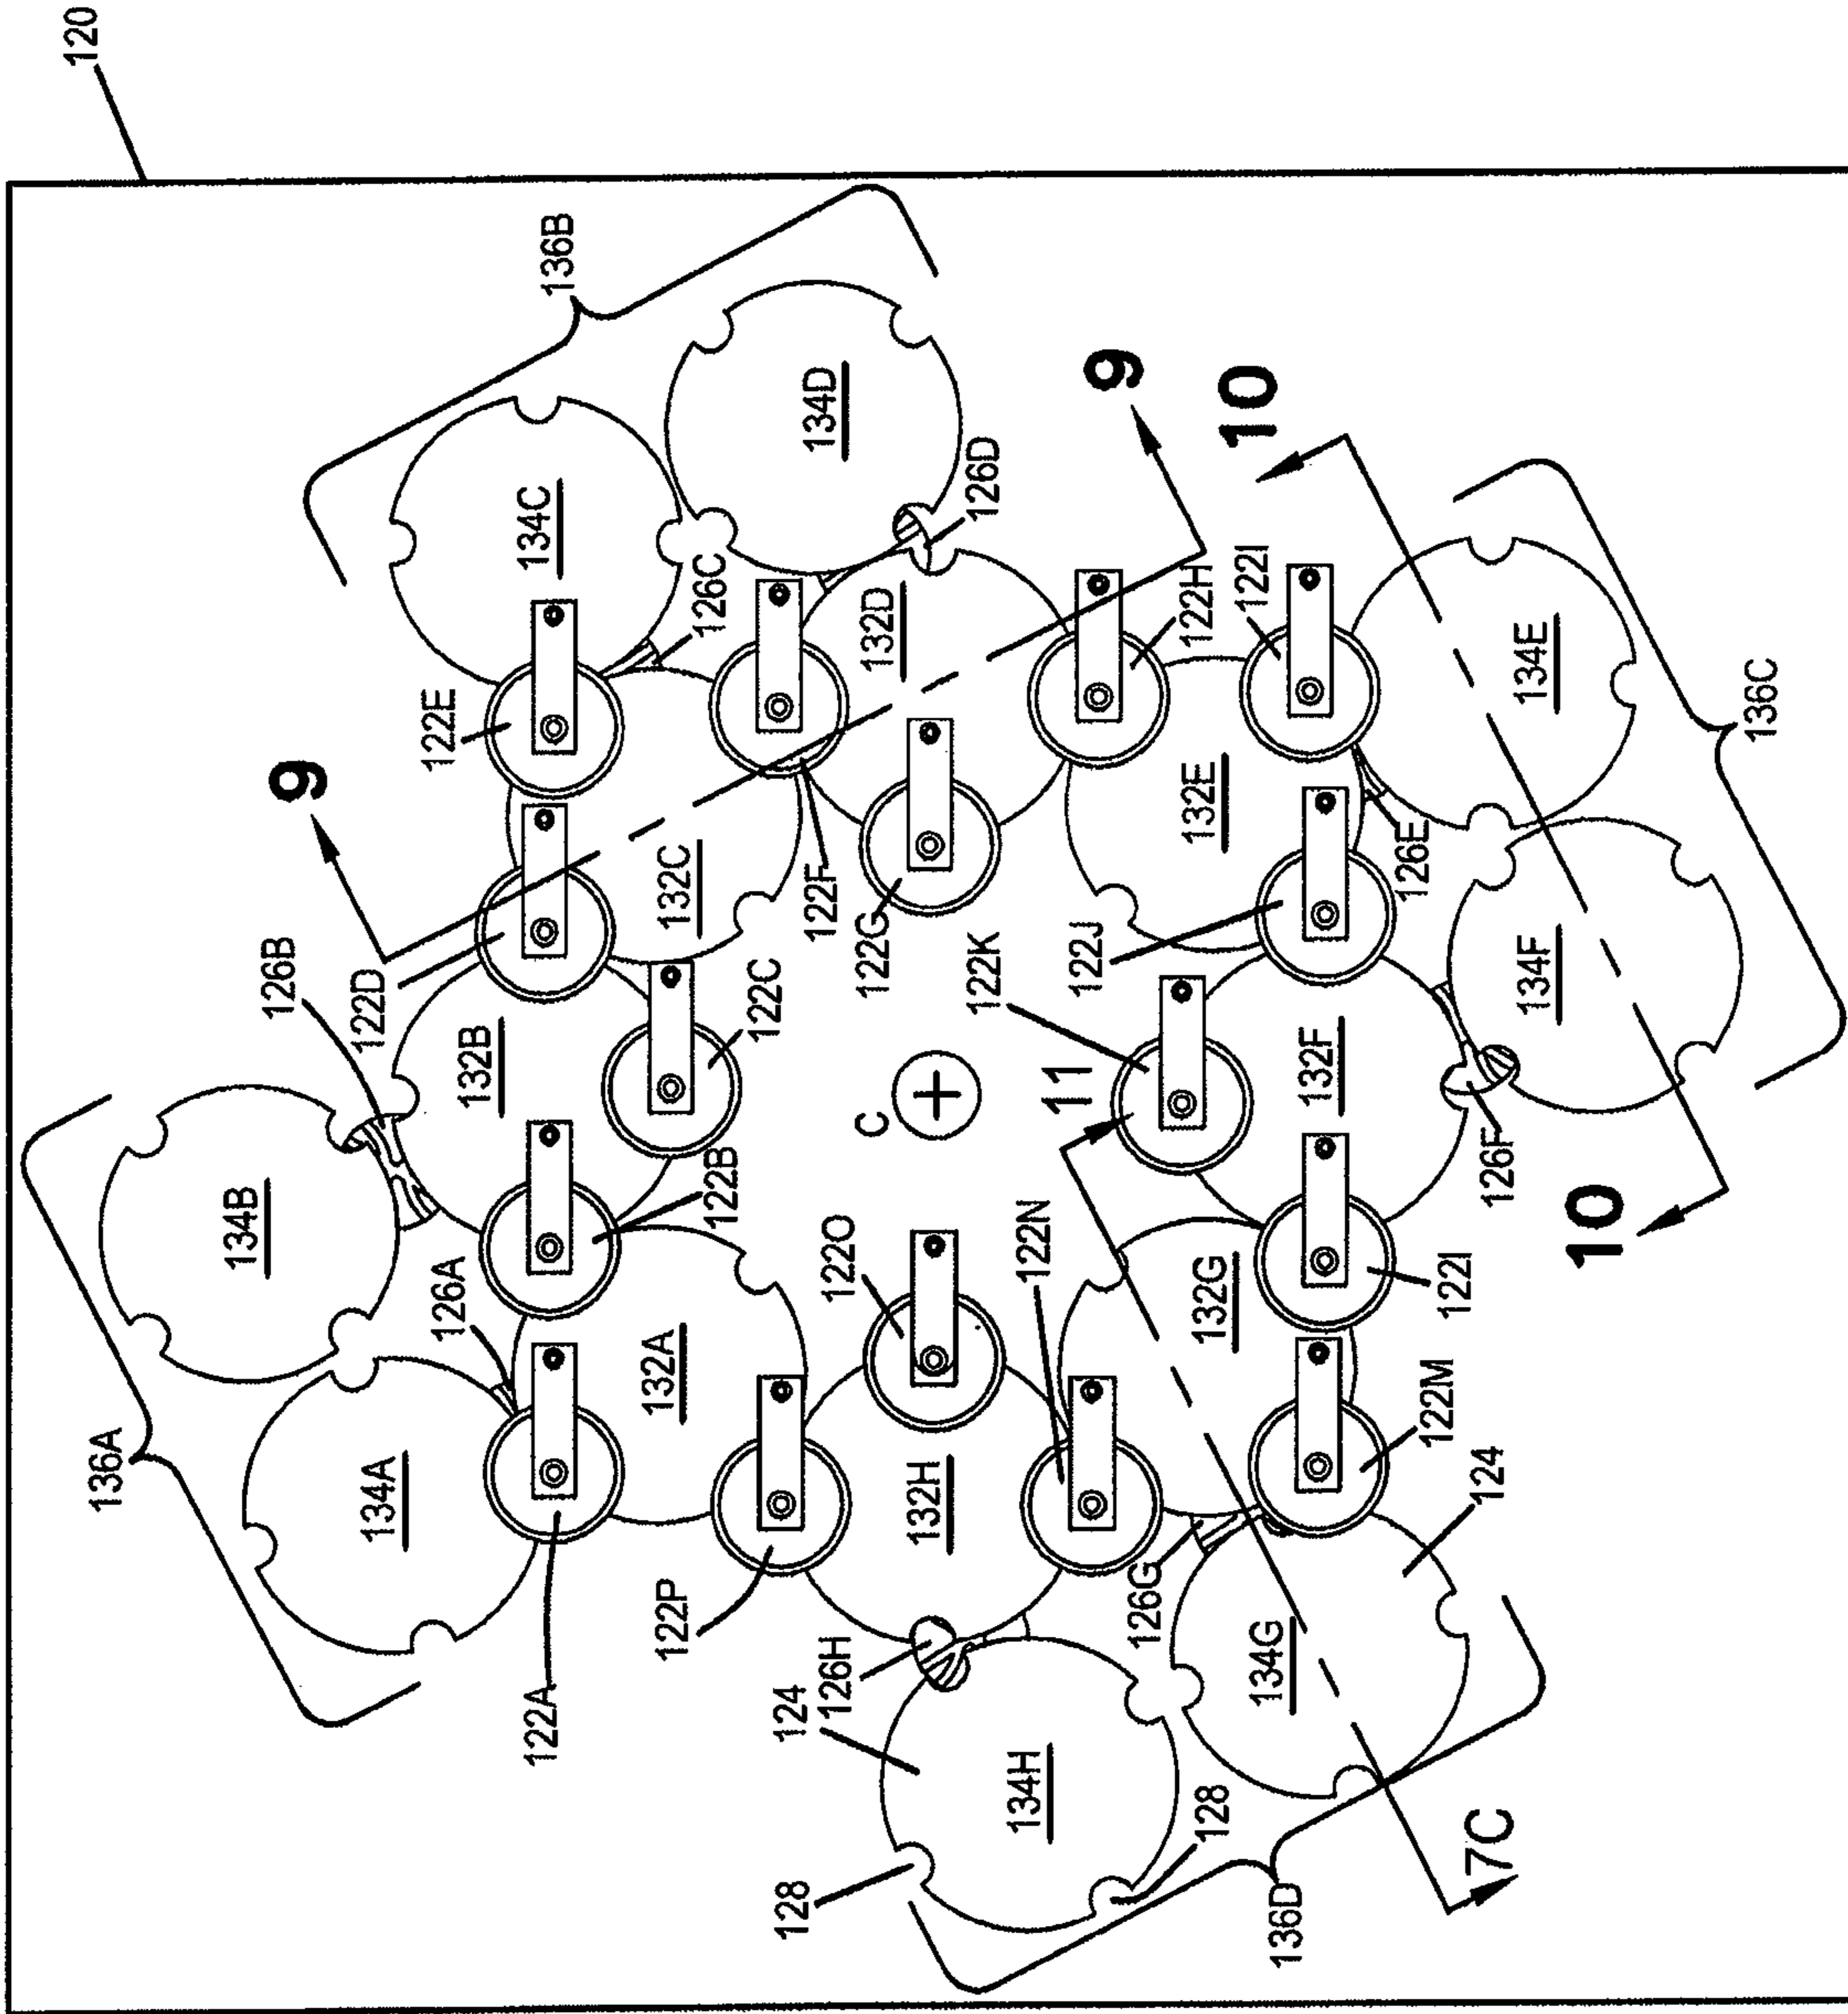 120
136A
134B
134A
126A
126B
122D
132B
122C
122B
132A
122A
9
122E
134C
136B
134D
126C
126D
132C
122F
132D
9
122G
122H
122I
10
122P
132H
122O
C
11
122K
122J
132E
126E
134E
136C
124
126H
122N
132G
132F
126F
134F
126G
134H
128
128
134G
122I
122M
124
10
136D
7C